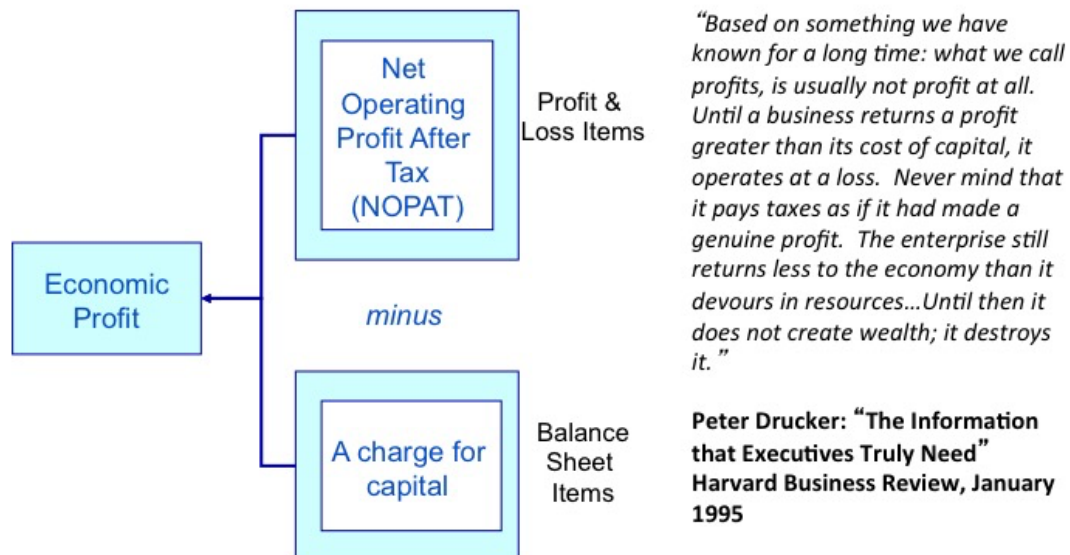 Net
Operating
Profit After
Tax
(NOPAT)
Profit &
Loss Items
Economic
Profit
minus
A charge for
capital
Balance
Sheet
Items
“Based on something we have
known for a long time: what we call
profits, is usually not profit at all.
Until a business returns a profit
greater than its cost of capital, it
operates at a loss.  Never mind that
it pays taxes as if it had made a
genuine profit.  The enterprise still
returns less to the economy than it
devours in resources…Until then it
does not create wealth; it destroys
it.”
Peter Drucker: “The Information
that Executives Truly Need”
Harvard Business Review, January
1995